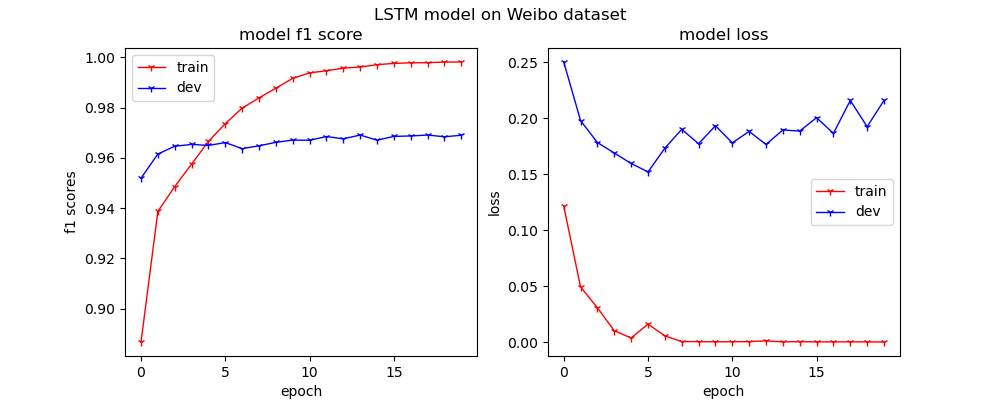 LSTM model on Weibo dataset
model f1 score
1.00
0.98
0.96
0.94
0.92
0.90
f1 scores
train
dev
0
5
10
15
epoch
model loss
0.25
0.20
0.15
0.10
0.05
0.00
loss
train
dev
0
5
10
15
epoch